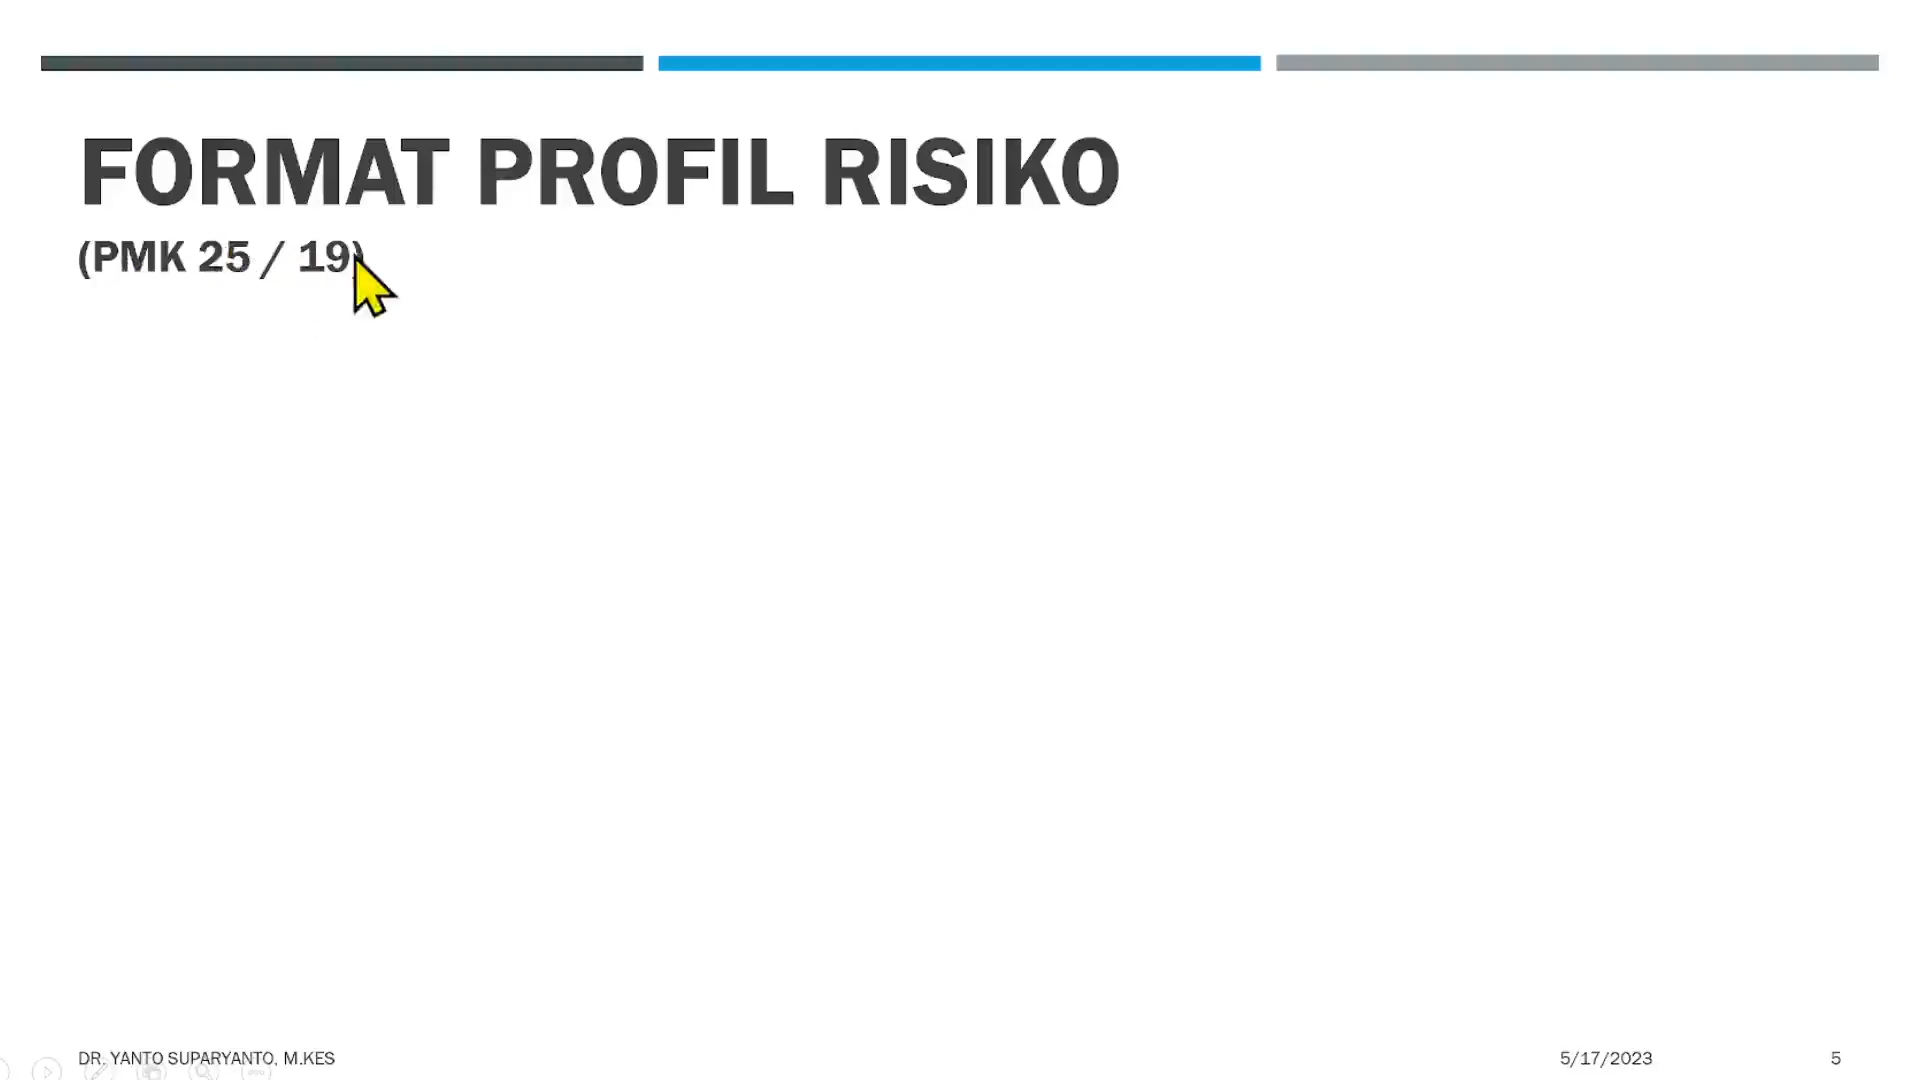 FORMAT PROFIL RISIKO
(PMK 25 / 19)
DR. YANTO SUPARYANTO, M.KES
5/17/2023
5